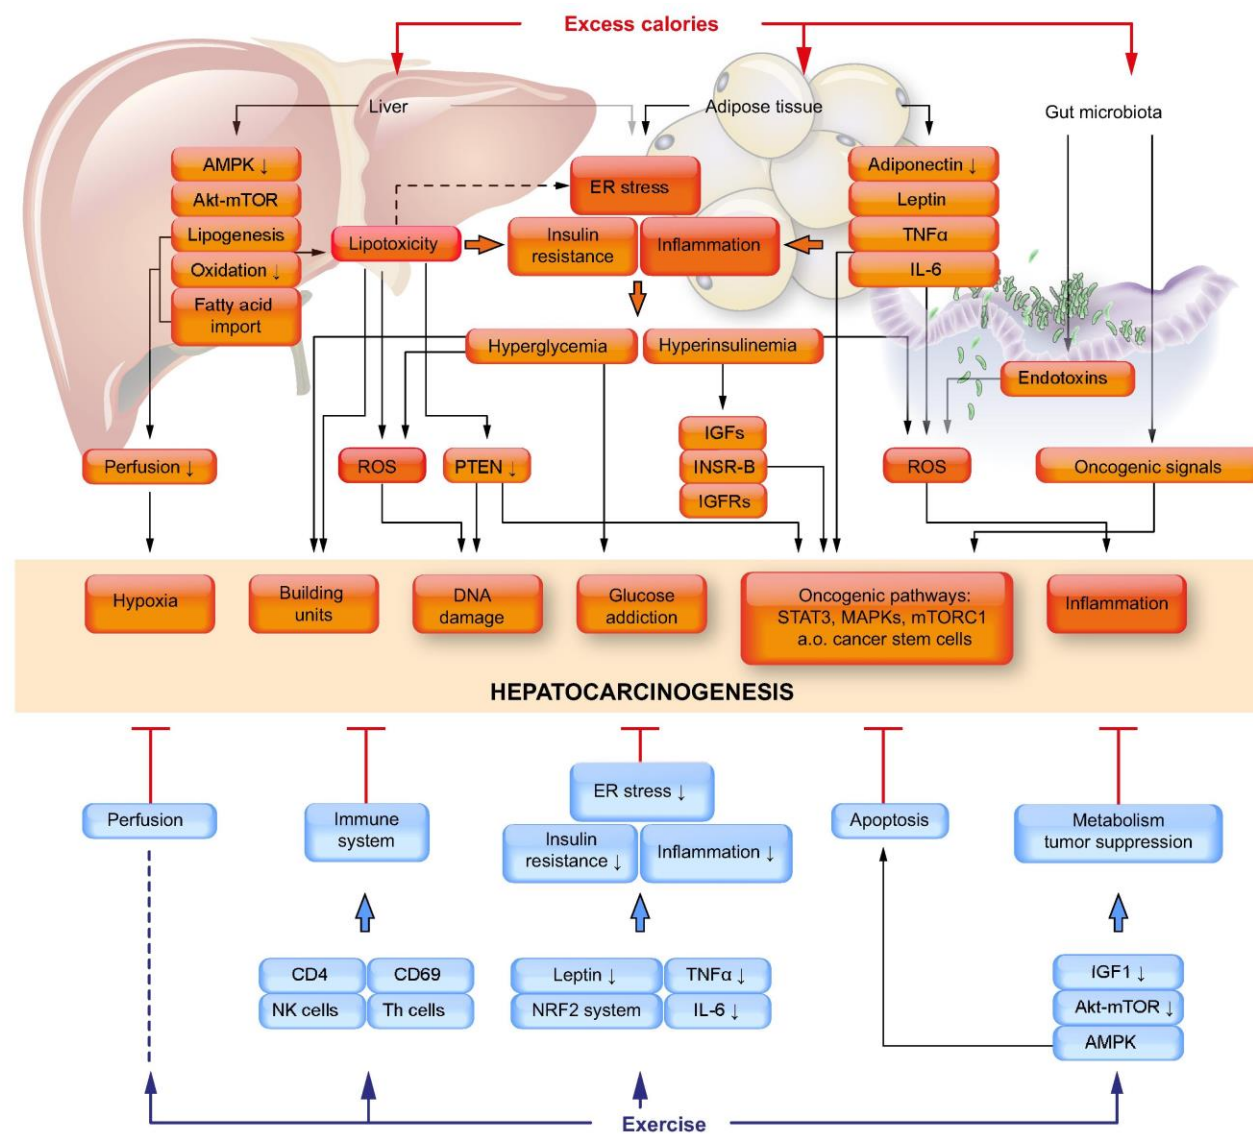 Excess calories
Liver
Adipose tissue
Gut microbiota
AMPK ↓
Akt-mTOR
Lipogenesis
Oxidation ↓
Fatty acid
import
Lipotoxicity
ER stress
Insulin
resistance
Inflammation
Adiponectin ↓
Leptin
TNFα
IL-6
Hyperglycemia
Hyperinsulinemia
Endotoxins
IGFs
INSR-B
IGFRs
Perfusion ↓
ROS
PTEN ↓
ROS
Oncogenic signals
Hypoxia
Building
units
DNA
damage
Glucose
addiction
Oncogenic pathways:
STAT3, MAPKs, mTORC1
a.o. cancer stem cells
Inflammation
HEPATOCARCINOGENESIS
Perfusion
Immune
system
ER stress ↓
Insulin
resistance ↓
Inflammation ↓
Apoptosis
Metabolism
tumor suppression
CD4
CD69
NK cells
Th cells
Leptin ↓
TNFα ↓
NRF2 system
IL-6 ↓
IGF1 ↓
Akt-mTOR ↓
AMPK
Exercise